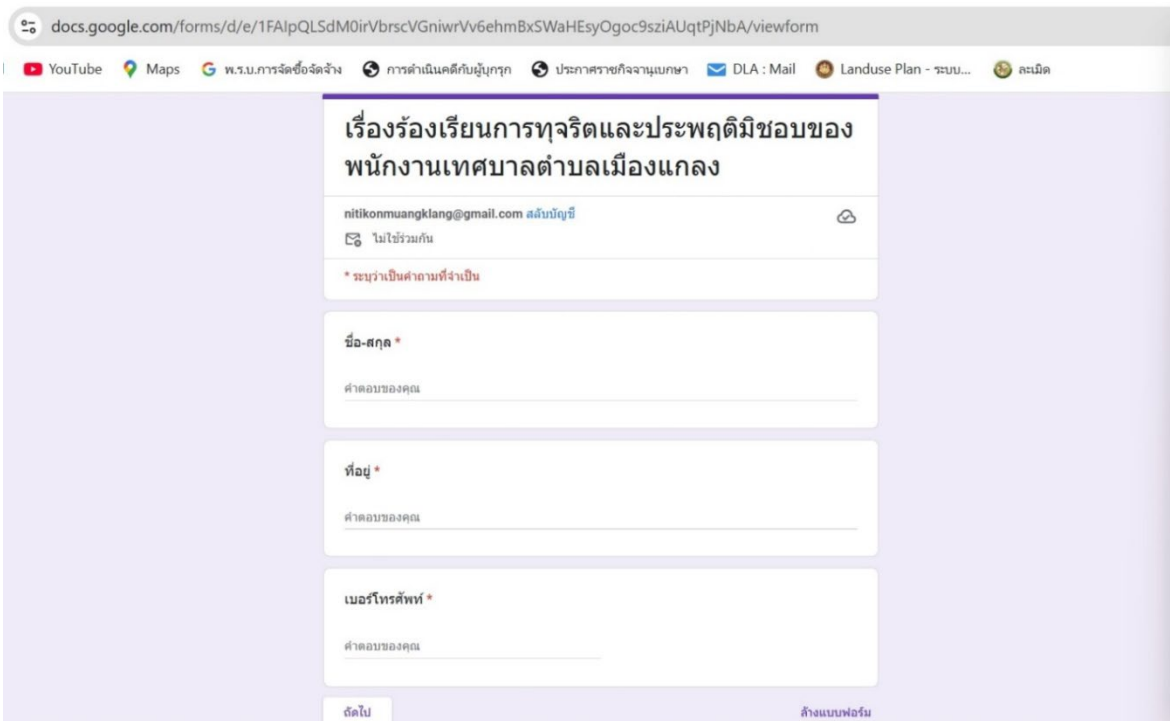 docs.google.com/forms/d/e/1FAIpQLSdM0irVbrscVGniwrVv6ehmBxSWaHEsyOgoc9sziAUqtPjNbA/viewform
YouTube Maps พ.ร.บ.การจัดซื้อจัดจ้าง การดำเนินคดีกับผู้บุกรุก ประกาศราชกิจจานุเบกษา DLA : Mail Landuse Plan - ระบบ... ละเมิด
เรื่องร้องเรียนการทุจริตและประพฤติมิชอบของ
พนักงานเทศบาลตำบลเมืองแกลง
nitikonmuangklang@gmail.com สลับบัญชี
ไม่ใช้ร่วมกัน
* ระบุว่าเป็นคำถามที่จำเป็น
ชื่อ-สกุล *
คำตอบของคุณ
ที่อยู่ *
คำตอบของคุณ
เบอร์โทรศัพท์ *
คำตอบของคุณ
ถัดไป ล้างแบบฟอร์ม